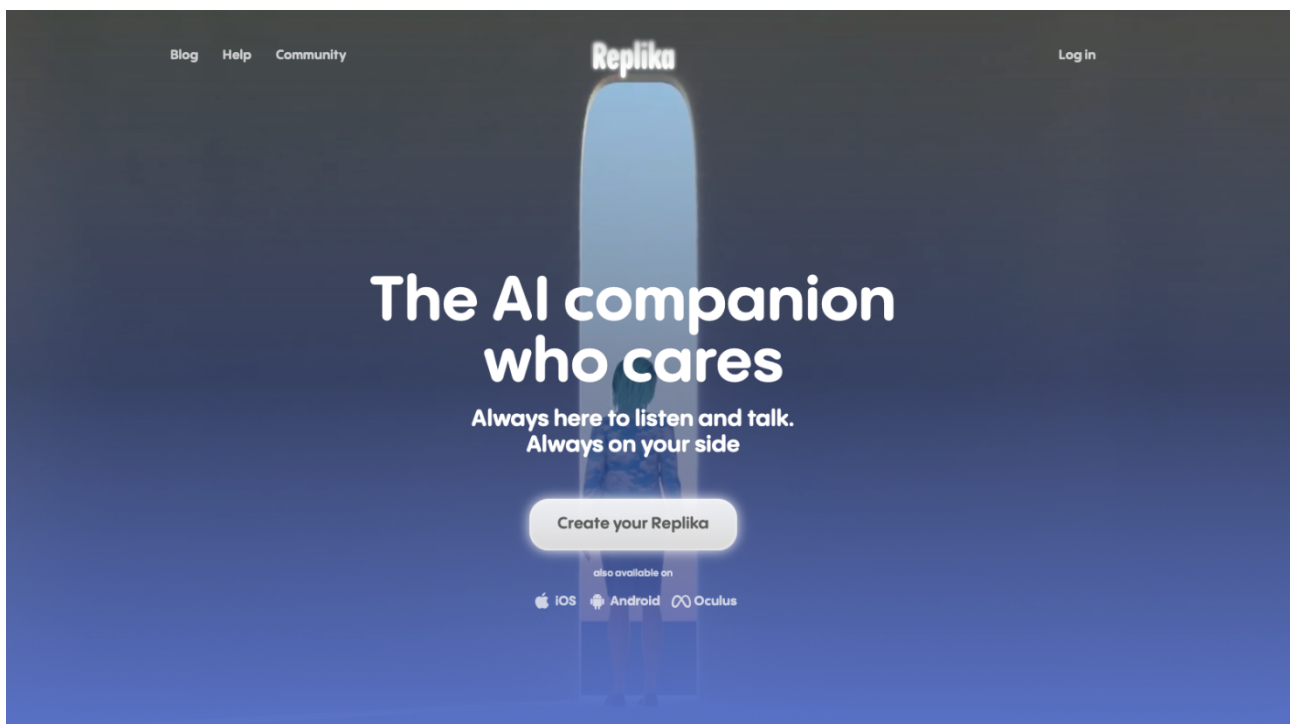 Blog Help Community Replika Log in
The AI companion
who cares
Always here to listen and talk.
Always on your side
Create your Replika
also available on
iOS Android Oculus